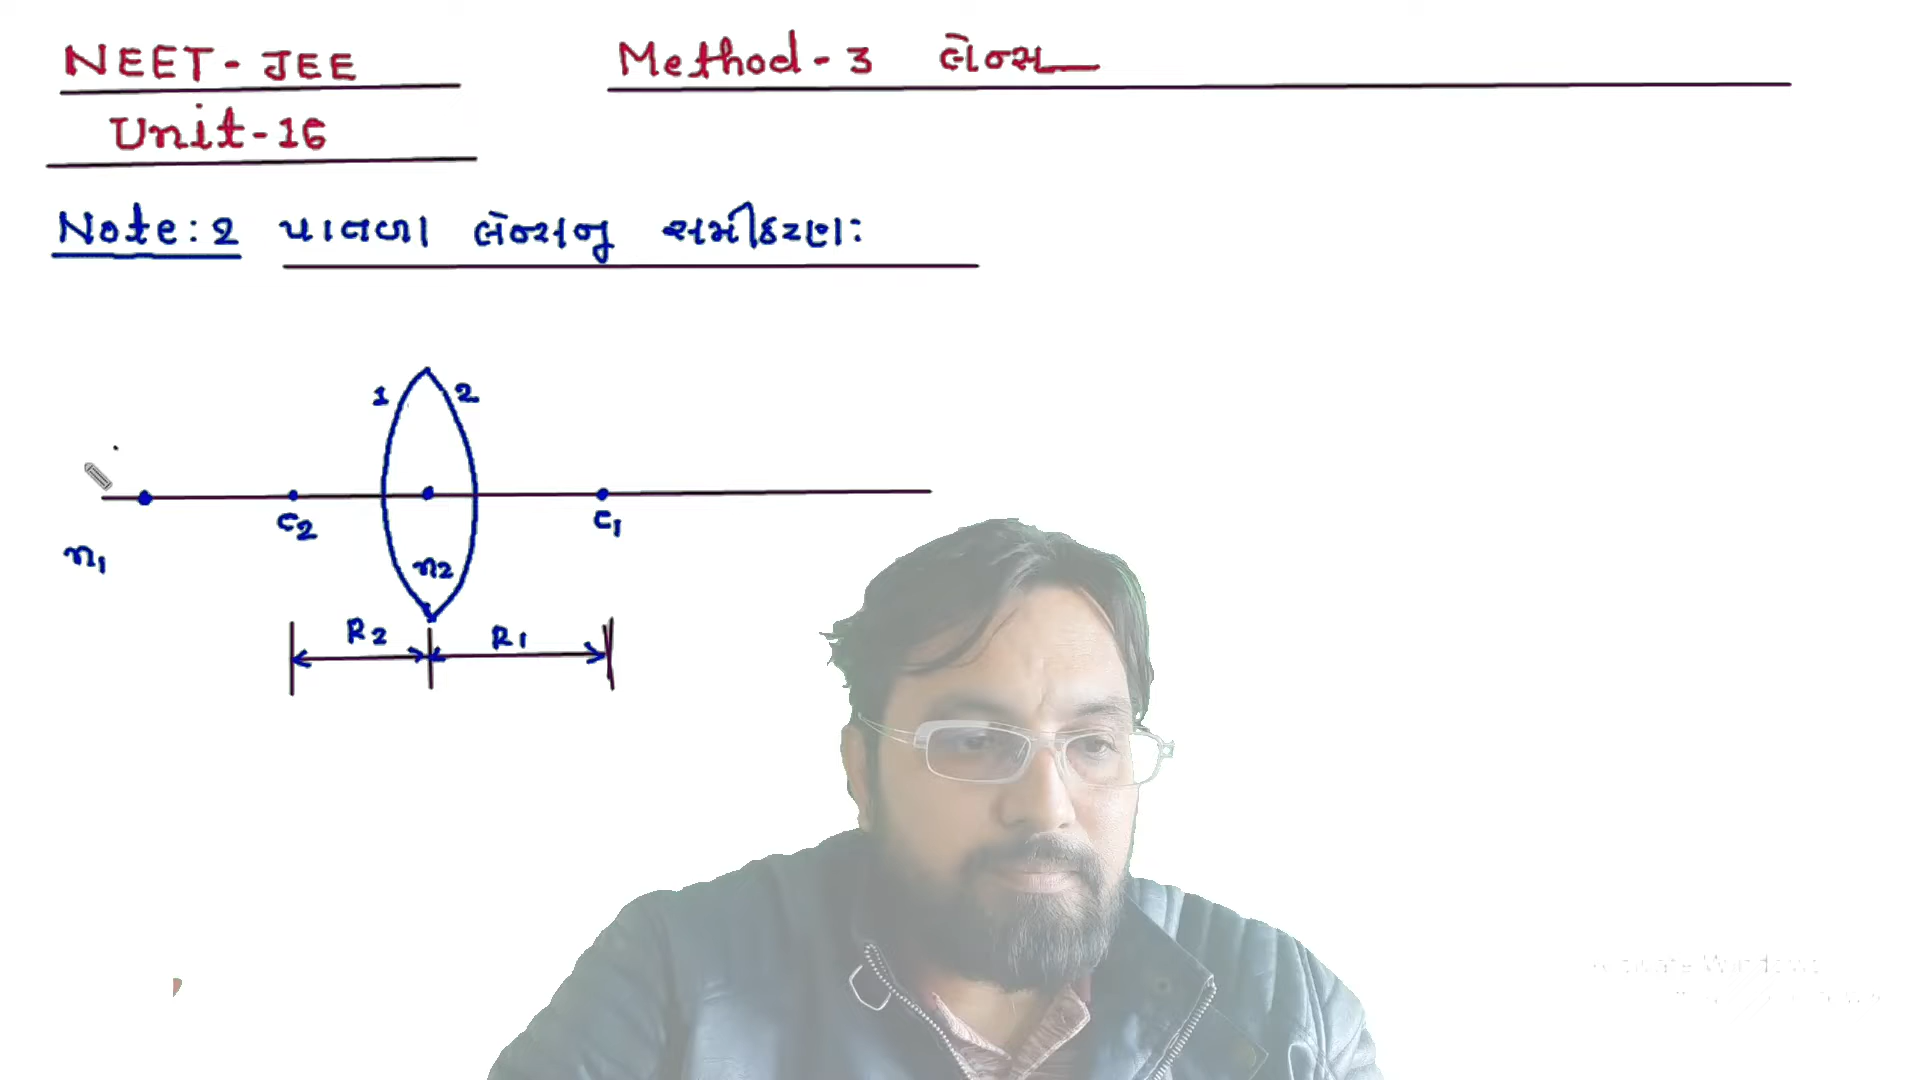 NEET - JEE
Method - 3 લેન્સ
Unit - 16
Note : 2 પાતળા લેન્સનુ સમીકરણ :
1 2
C2 C1
n1 n2
R2 R1